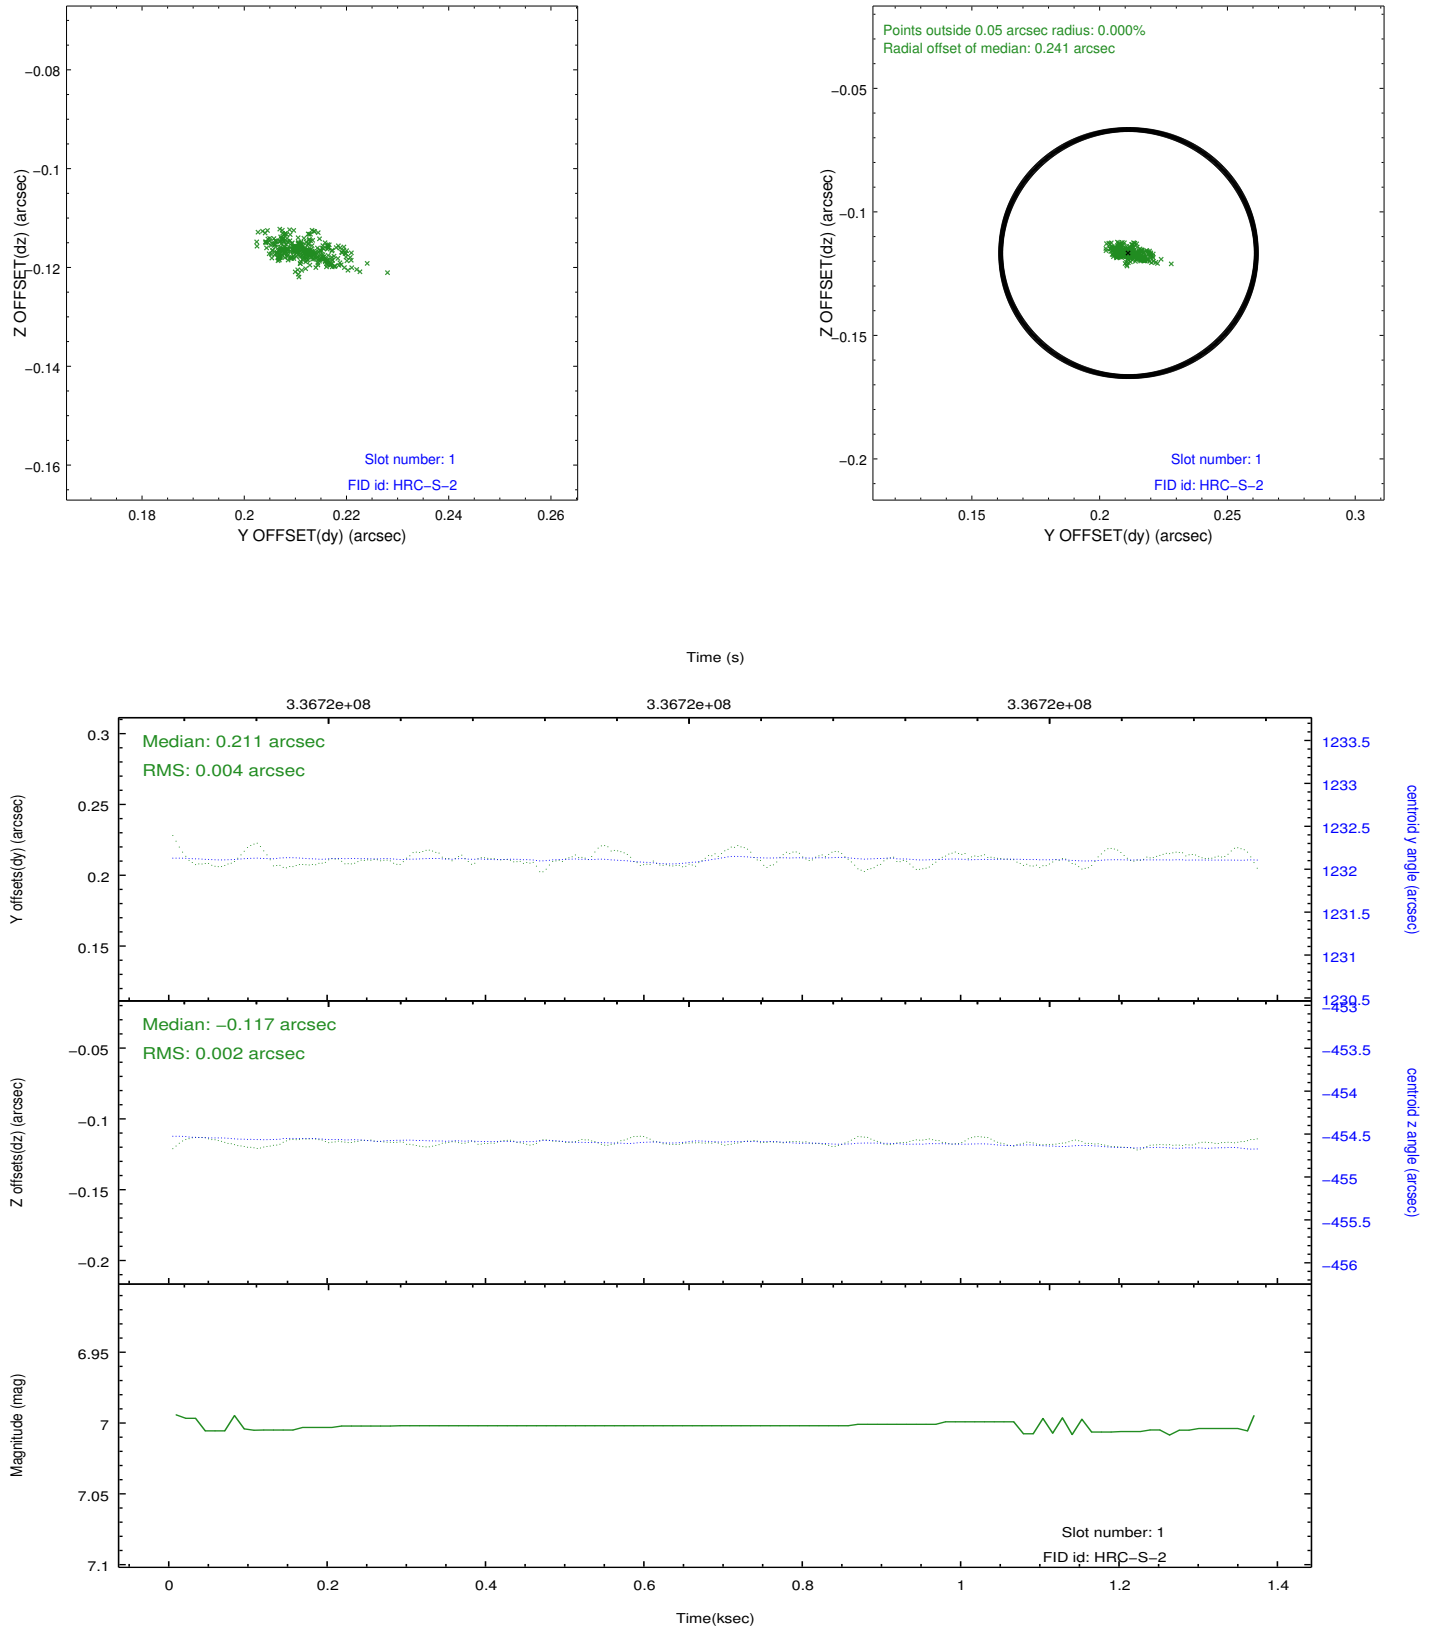 −0.08
−0.1
−0.12
−0.14
−0.16
Z OFFSET(dz) (arcsec)
Slot number: 1
FID id: HRC−S−2
0.18
0.2
0.22
0.24
0.26
Y OFFSET(dy) (arcsec)
Points outside 0.05 arcsec radius: 0.000%
Radial offset of median: 0.241 arcsec
−0.05
−0.1
−0.15
−0.2
Z OFFSET(dz) (arcsec)
Slot number: 1
FID id: HRC−S−2
0.15
0.2
0.25
0.3
Y OFFSET(dy) (arcsec)
Time (s)
3.3672e+08
3.3672e+08
3.3672e+08
Median: 0.211 arcsec
RMS: 0.004 arcsec
0.3
0.25
0.2
0.15
Y offsets(dy) (arcsec)
1233.5
1233
1232.5
1232
1231.5
1231
1230.5
centroid y angle (arcsec)
Median: −0.117 arcsec
RMS: 0.002 arcsec
−0.05
−0.1
−0.15
−0.2
Z offsets(dz) (arcsec)
−453
−453.5
−454
−454.5
−455
−455.5
−456
centroid z angle (arcsec)
6.95
7
7.05
7.1
Magnitude (mag)
Slot number: 1
FID id: HRC−S−2
0
0.2
0.4
0.6
0.8
1
1.2
1.4
Time(ksec)